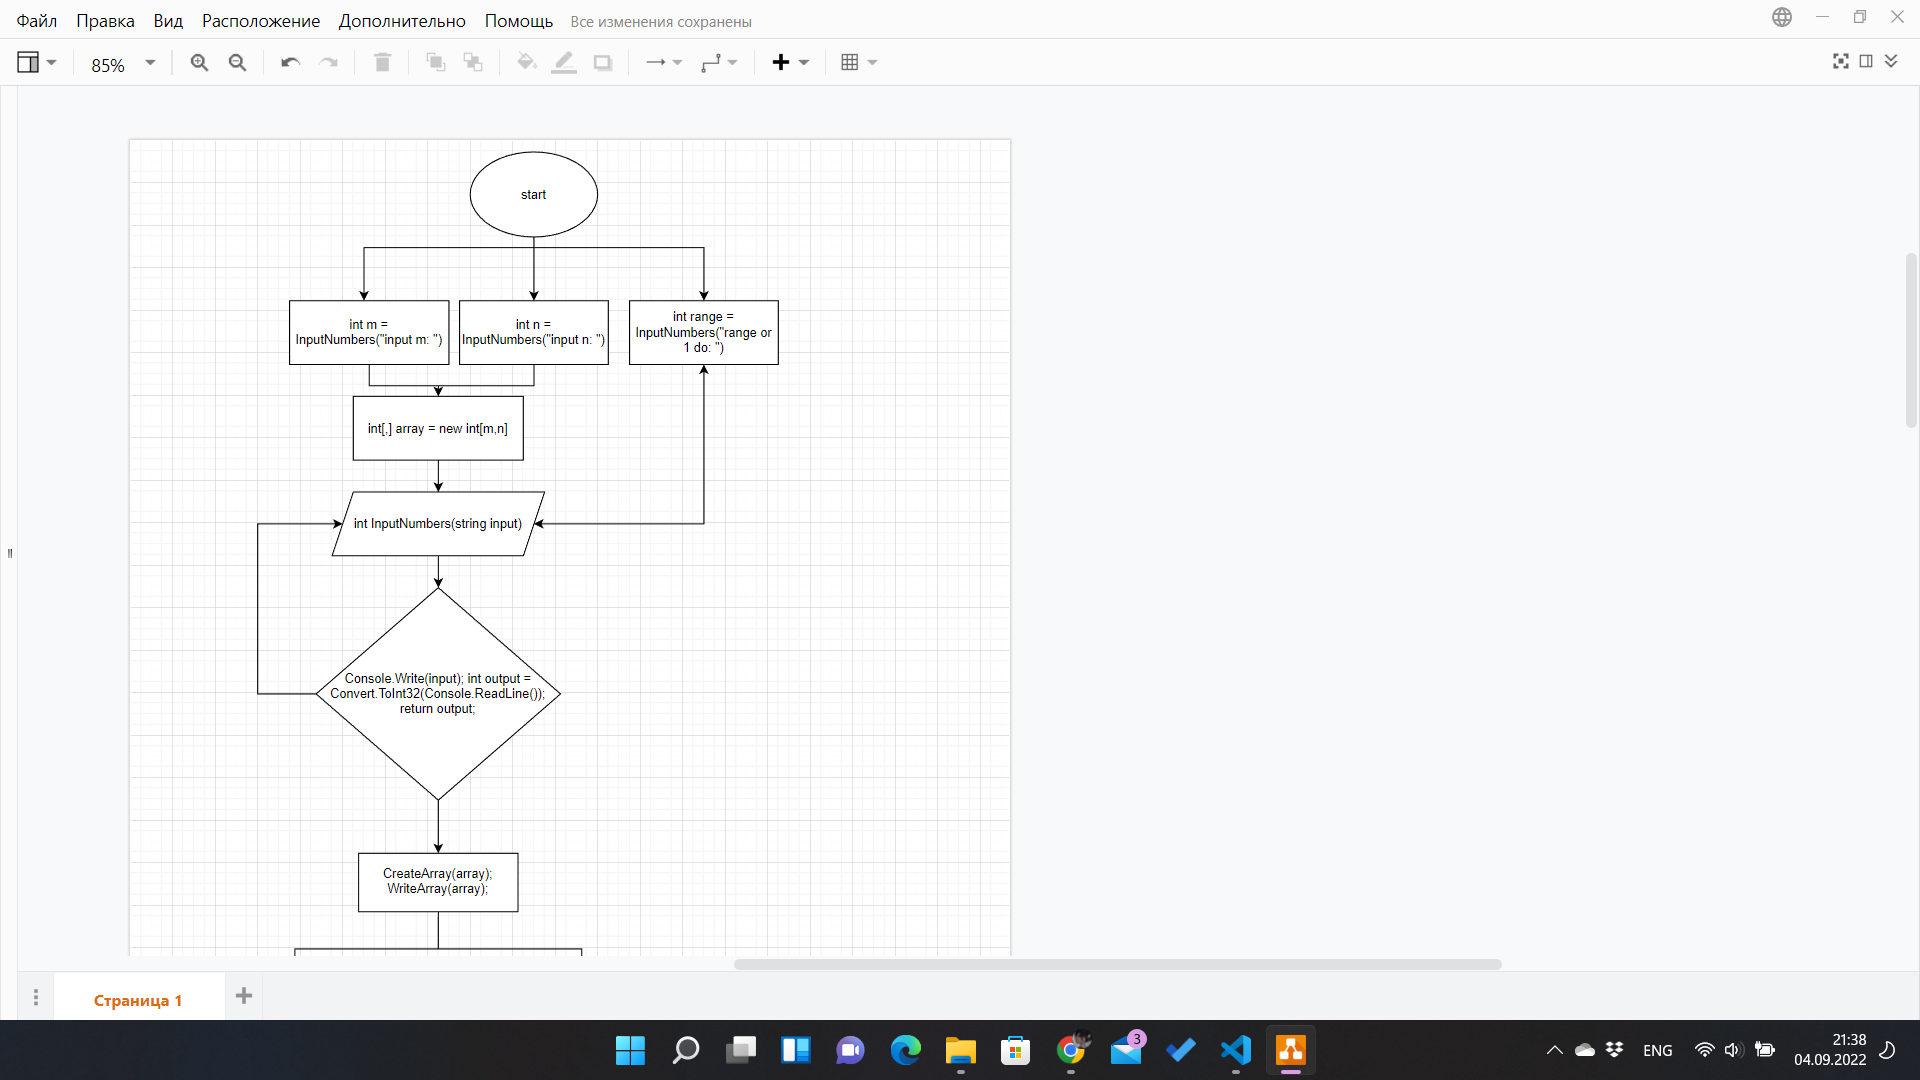 Файл Правка Вид Расположение Дополнительно Помощь Все изменения сохранены
85%
start
int m =
InputNumbers("input m: ")
int n =
InputNumbers("input n: ")
int range =
InputNumbers("range or
1 do: ")
int[,] array = new int[m,n]
int InputNumbers(string input)
Console.Write(input); int output =
Convert.ToInt32(Console.ReadLine());
return output;
CreateArray(array);
WriteArray(array);
Страница 1
3
ENG
21:38
04.09.2022